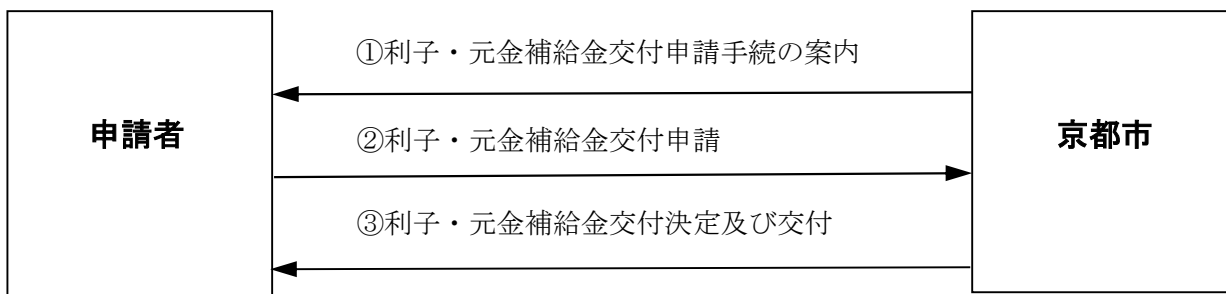 ①利子・元金補給金交付申請手続の案内
申請者
②利子・元金補給金交付申請
京都市
③利子・元金補給金交付決定及び交付